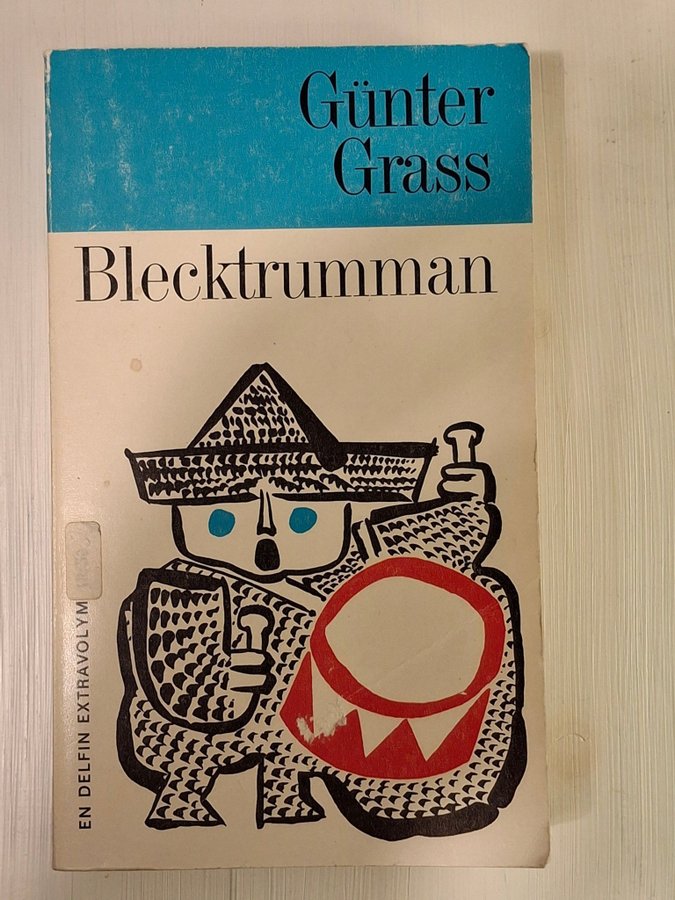 Günter
Grass
Blecktrumman
EN DELFIN EXTRAVOLYM